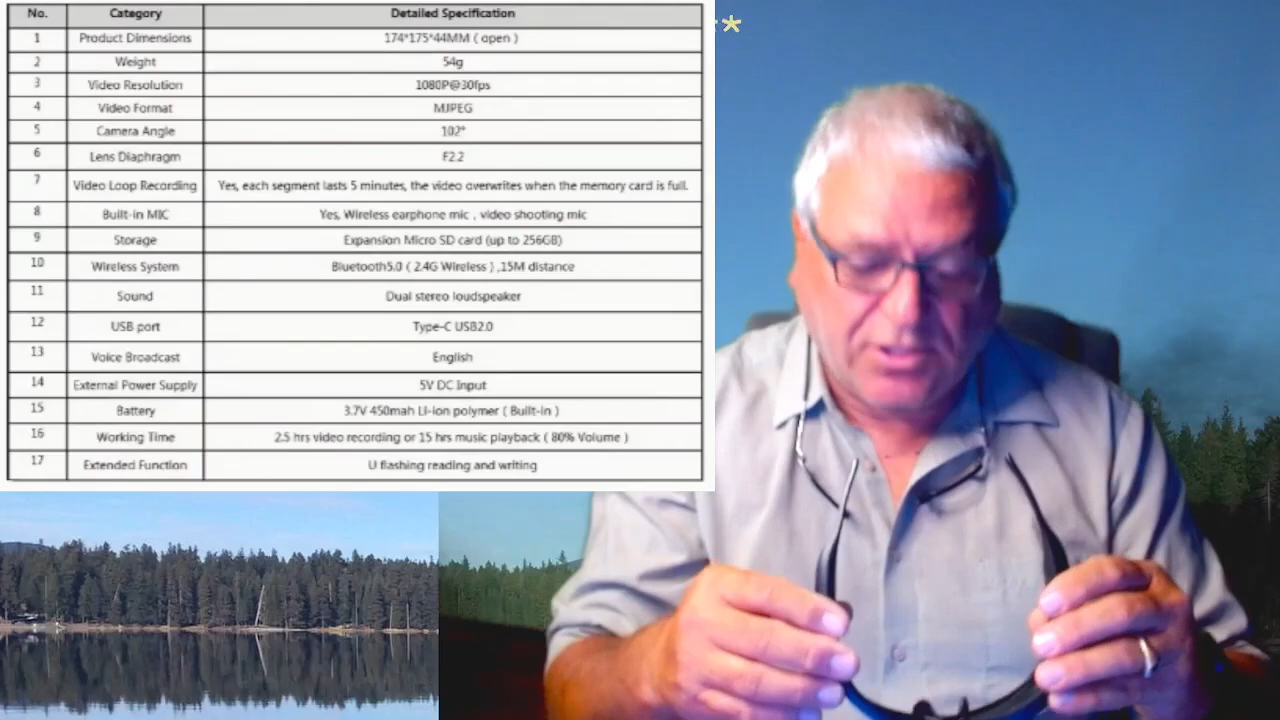 No. Category Detailed Specification
1 Product Dimensions 174*175*44MM ( open )
2 Weight 54g
3 Video Resolution 1080P@30fps
4 Video Format MJPEG
5 Camera Angle 102°
6 Lens Diaphragm F2.2
7 Video Loop Recording Yes, each segment lasts 5 minutes, the video overwrites when the memory card is full.
8 Built-in MIC Yes, Wireless earphone mic , video shooting mic
9 Storage Expansion Micro SD card (up to 256GB)
10 Wireless System Bluetooth5.0 ( 2.4G Wireless ) ,15M distance
11 Sound Dual stereo loudspeaker
12 USB port Type-C USB2.0
13 Voice Broadcast English
14 External Power Supply 5V DC Input
15 Battery 3.7V 450mah Li-ion polymer ( Built-in )
16 Working Time 2.5 hrs video recording or 15 hrs music playback ( 80% Volume )
17 Extended Function U flashing reading and writing